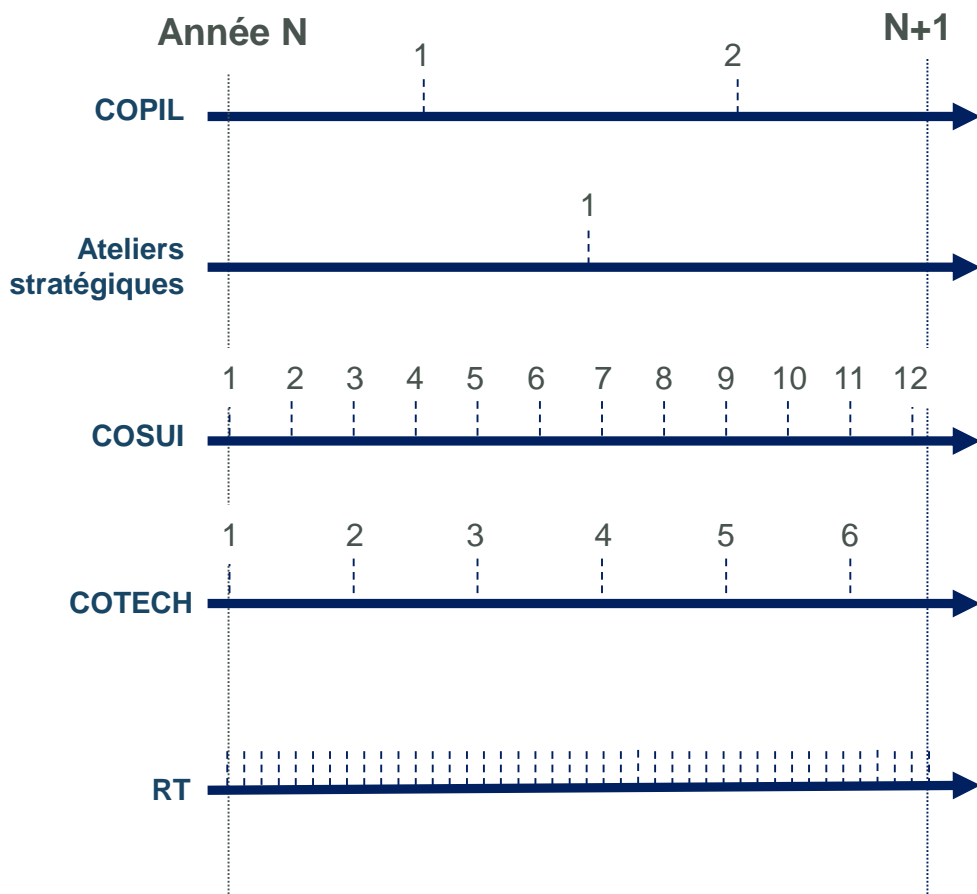 Année N
N+1
1 2
COPIL
1
Ateliers
stratégiques
1 2 3 4 5 6 7 8 9 10 11 12
COSUI
1 2 3 4 5 6
COTECH
RT